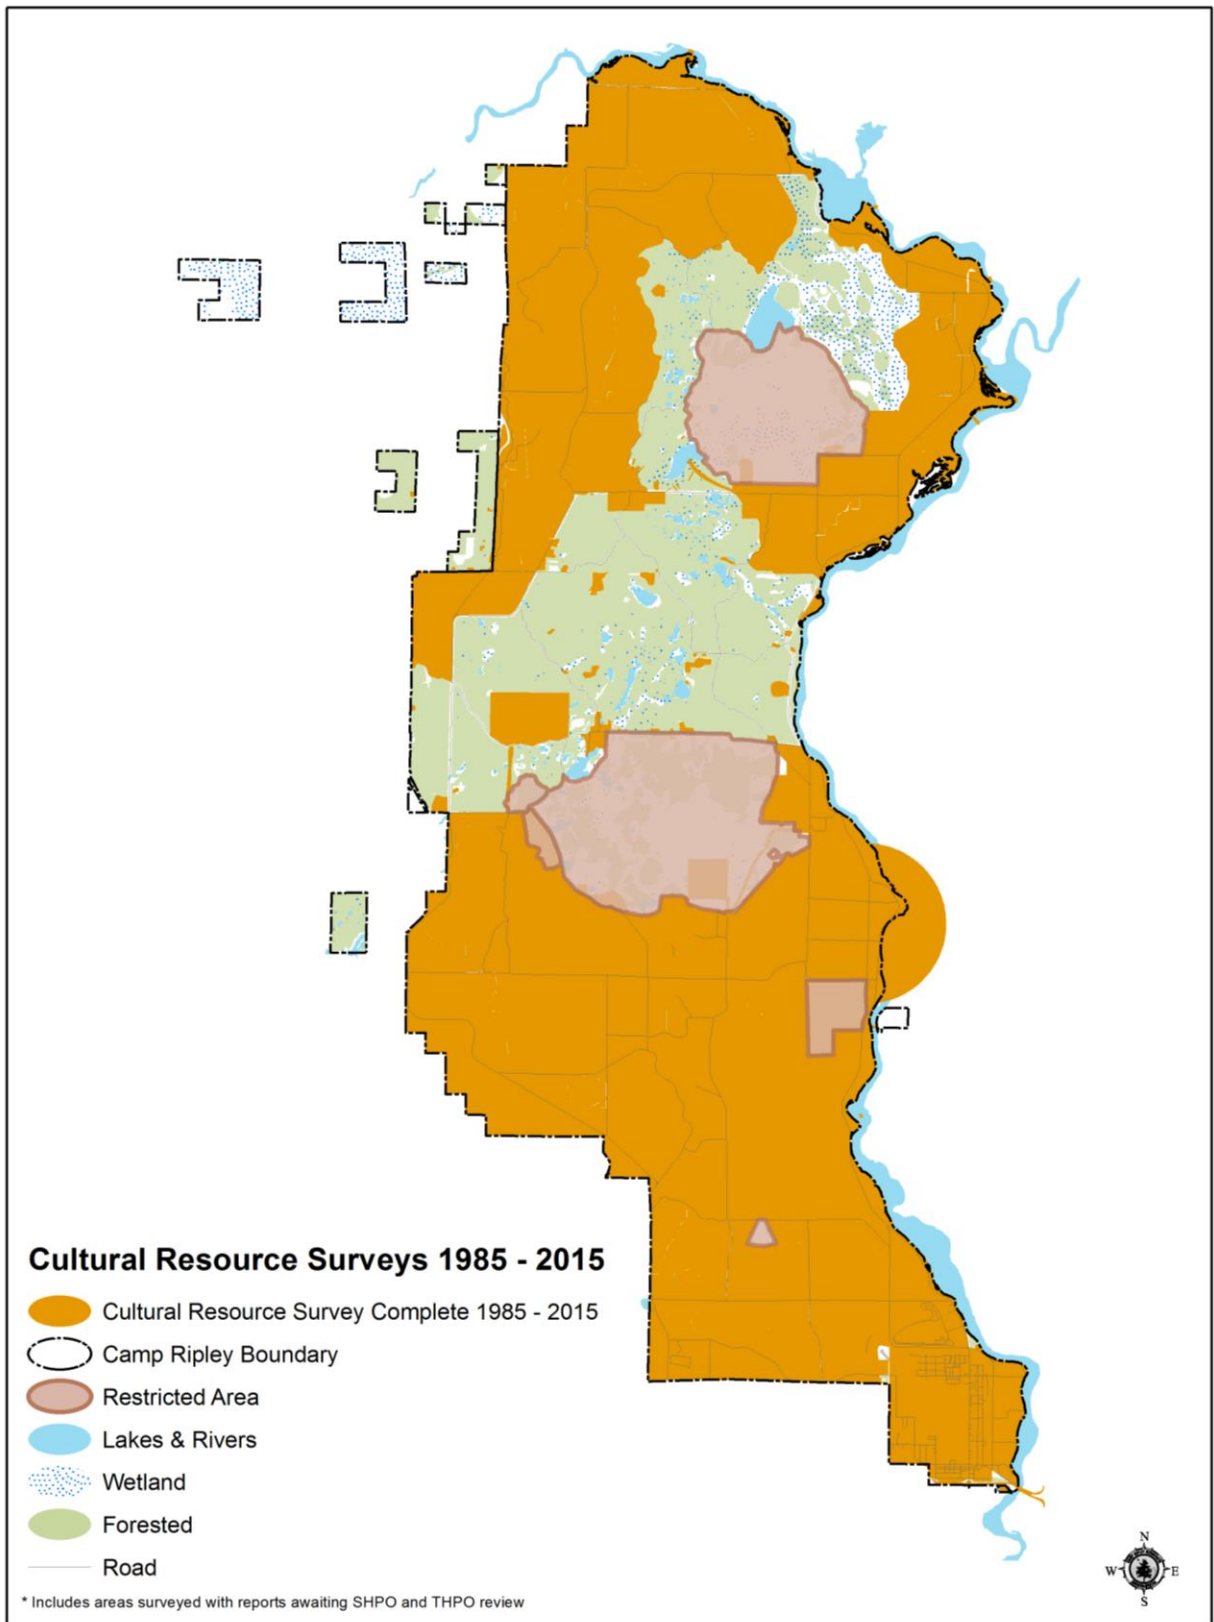 Cultural Resource Surveys 1985 - 2015
Cultural Resource Survey Complete 1985 - 2015
Camp Ripley Boundary
Restricted Area
Lakes & Rivers
Wetland
Forested
Road
* Includes areas surveyed with reports awaiting SHPO and THPO review
N
W E
S